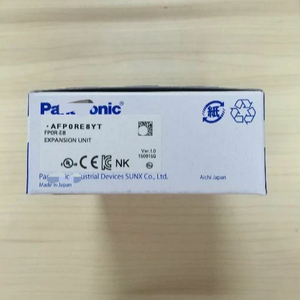 Panasonic
AFP0RE8YT
FP0R-E8
EXPANSION UNIT
Ver.1.0
NK
Made in Japan
Industrial Devices SUNX Co., Ltd.
Aichi Japan
紙